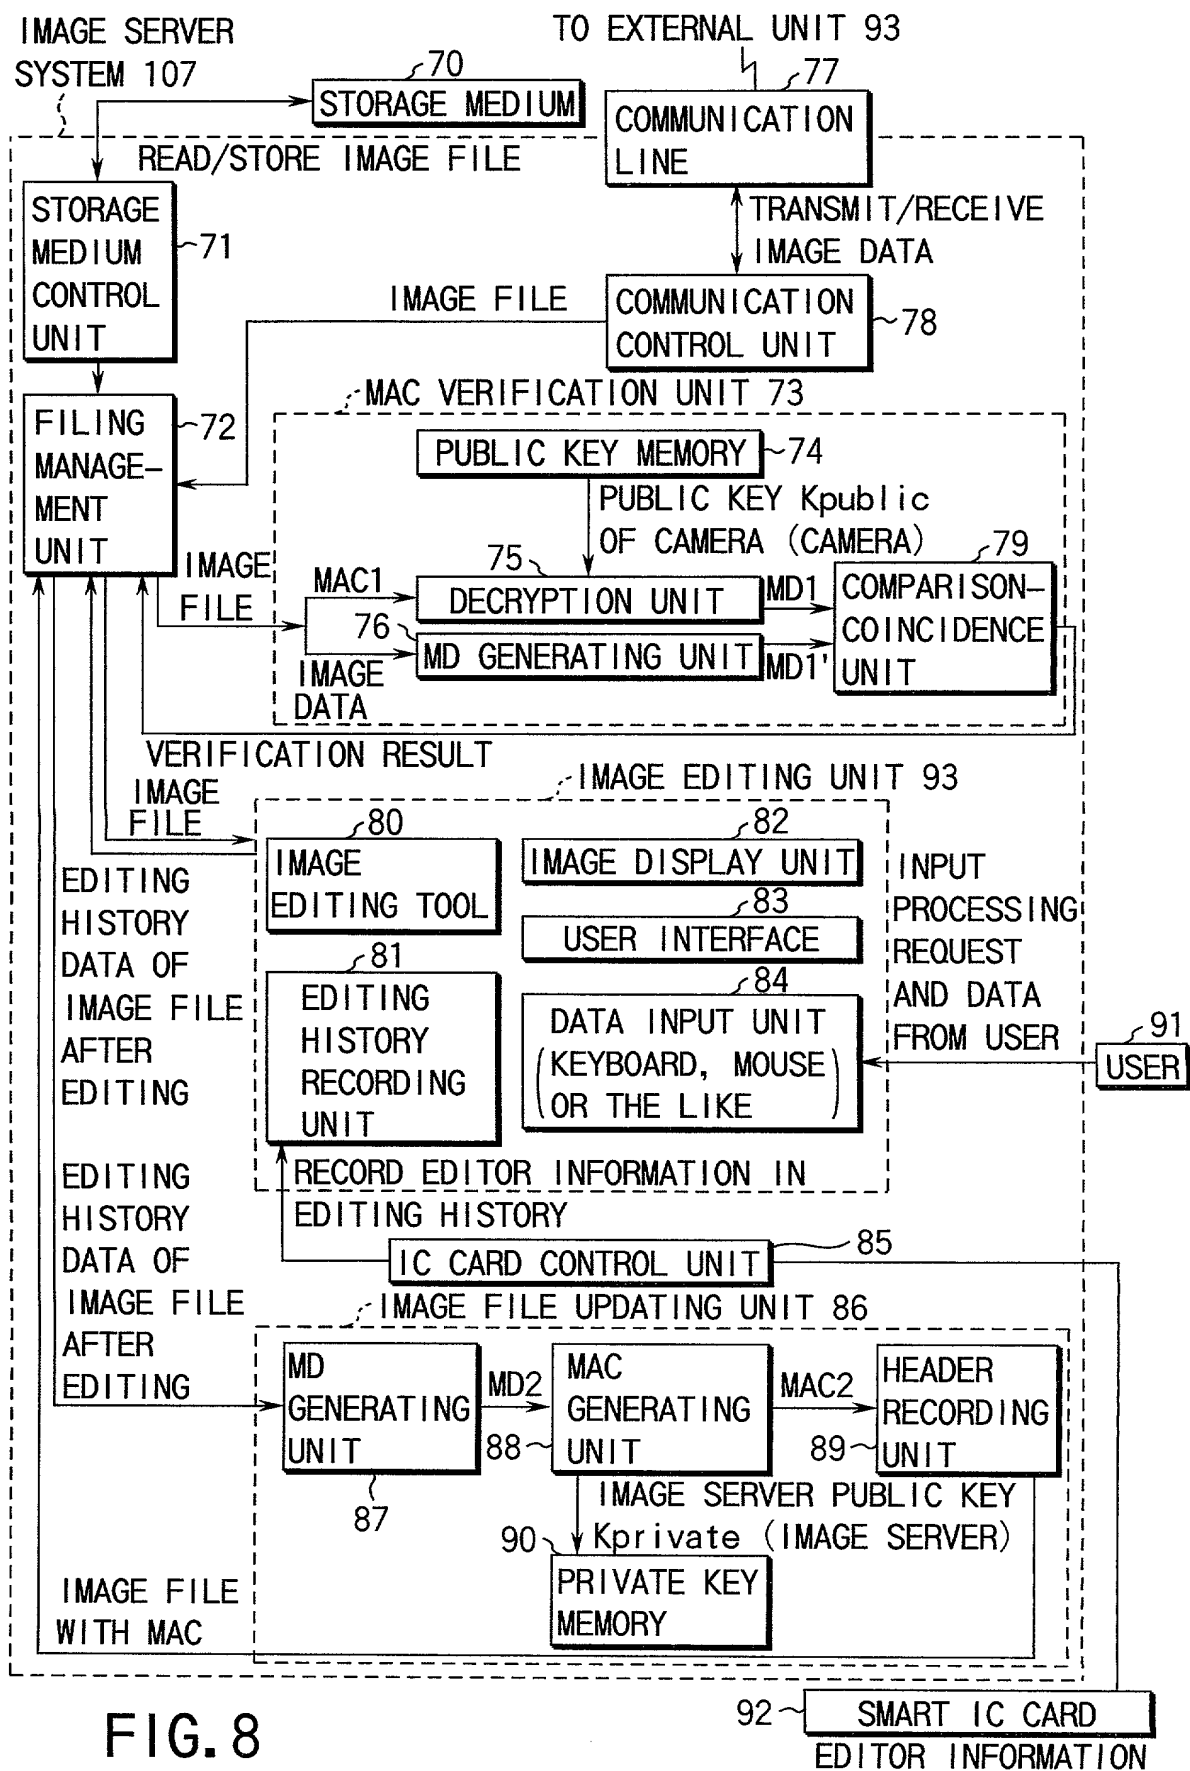 IMAGE SERVER
SYSTEM 107
TO EXTERNAL UNIT 93
70
STORAGE MEDIUM
77
COMMUNICATION
LINE
READ/STORE IMAGE FILE
STORAGE
MEDIUM
CONTROL
UNIT
71
TRANSMIT/RECEIVE
IMAGE DATA
IMAGE FILE
COMMUNICATION
CONTROL UNIT
78
MAC VERIFICATION UNIT 73
FILING
MANAGE-
MENT
UNIT
72
PUBLIC KEY MEMORY
74
PUBLIC KEY Kpublic
OF CAMERA (CAMERA)
IMAGE
FILE
MAC1
75
DECRYPTION UNIT
MD1
79
COMPARISON-
COINCIDENCE
UNIT
76
MD GENERATING UNIT
MD1'
IMAGE
DATA
VERIFICATION RESULT
IMAGE
FILE
IMAGE EDITING UNIT 93
80
IMAGE
EDITING TOOL
82
IMAGE DISPLAY UNIT
83
USER INTERFACE
81
EDITING
HISTORY
RECORDING
UNIT
84
DATA INPUT UNIT
(KEYBOARD, MOUSE
OR THE LIKE)
INPUT
PROCESSING
REQUEST
AND DATA
FROM USER
91
USER
EDITING
HISTORY
DATA OF
IMAGE FILE
AFTER
EDITING
RECORD EDITOR INFORMATION IN
EDITING HISTORY
EDITING
HISTORY
DATA OF
IMAGE FILE
AFTER
EDITING
IC CARD CONTROL UNIT
85
IMAGE FILE UPDATING UNIT 86
MD
GENERATING
UNIT
87
MD2
MAC
GENERATING
UNIT
88
MAC2
HEADER
RECORDING
UNIT
89
IMAGE SERVER PUBLIC KEY
Kprivate (IMAGE SERVER)
90
PRIVATE KEY
MEMORY
IMAGE FILE
WITH MAC
92
SMART IC CARD
EDITOR INFORMATION
FIG. 8